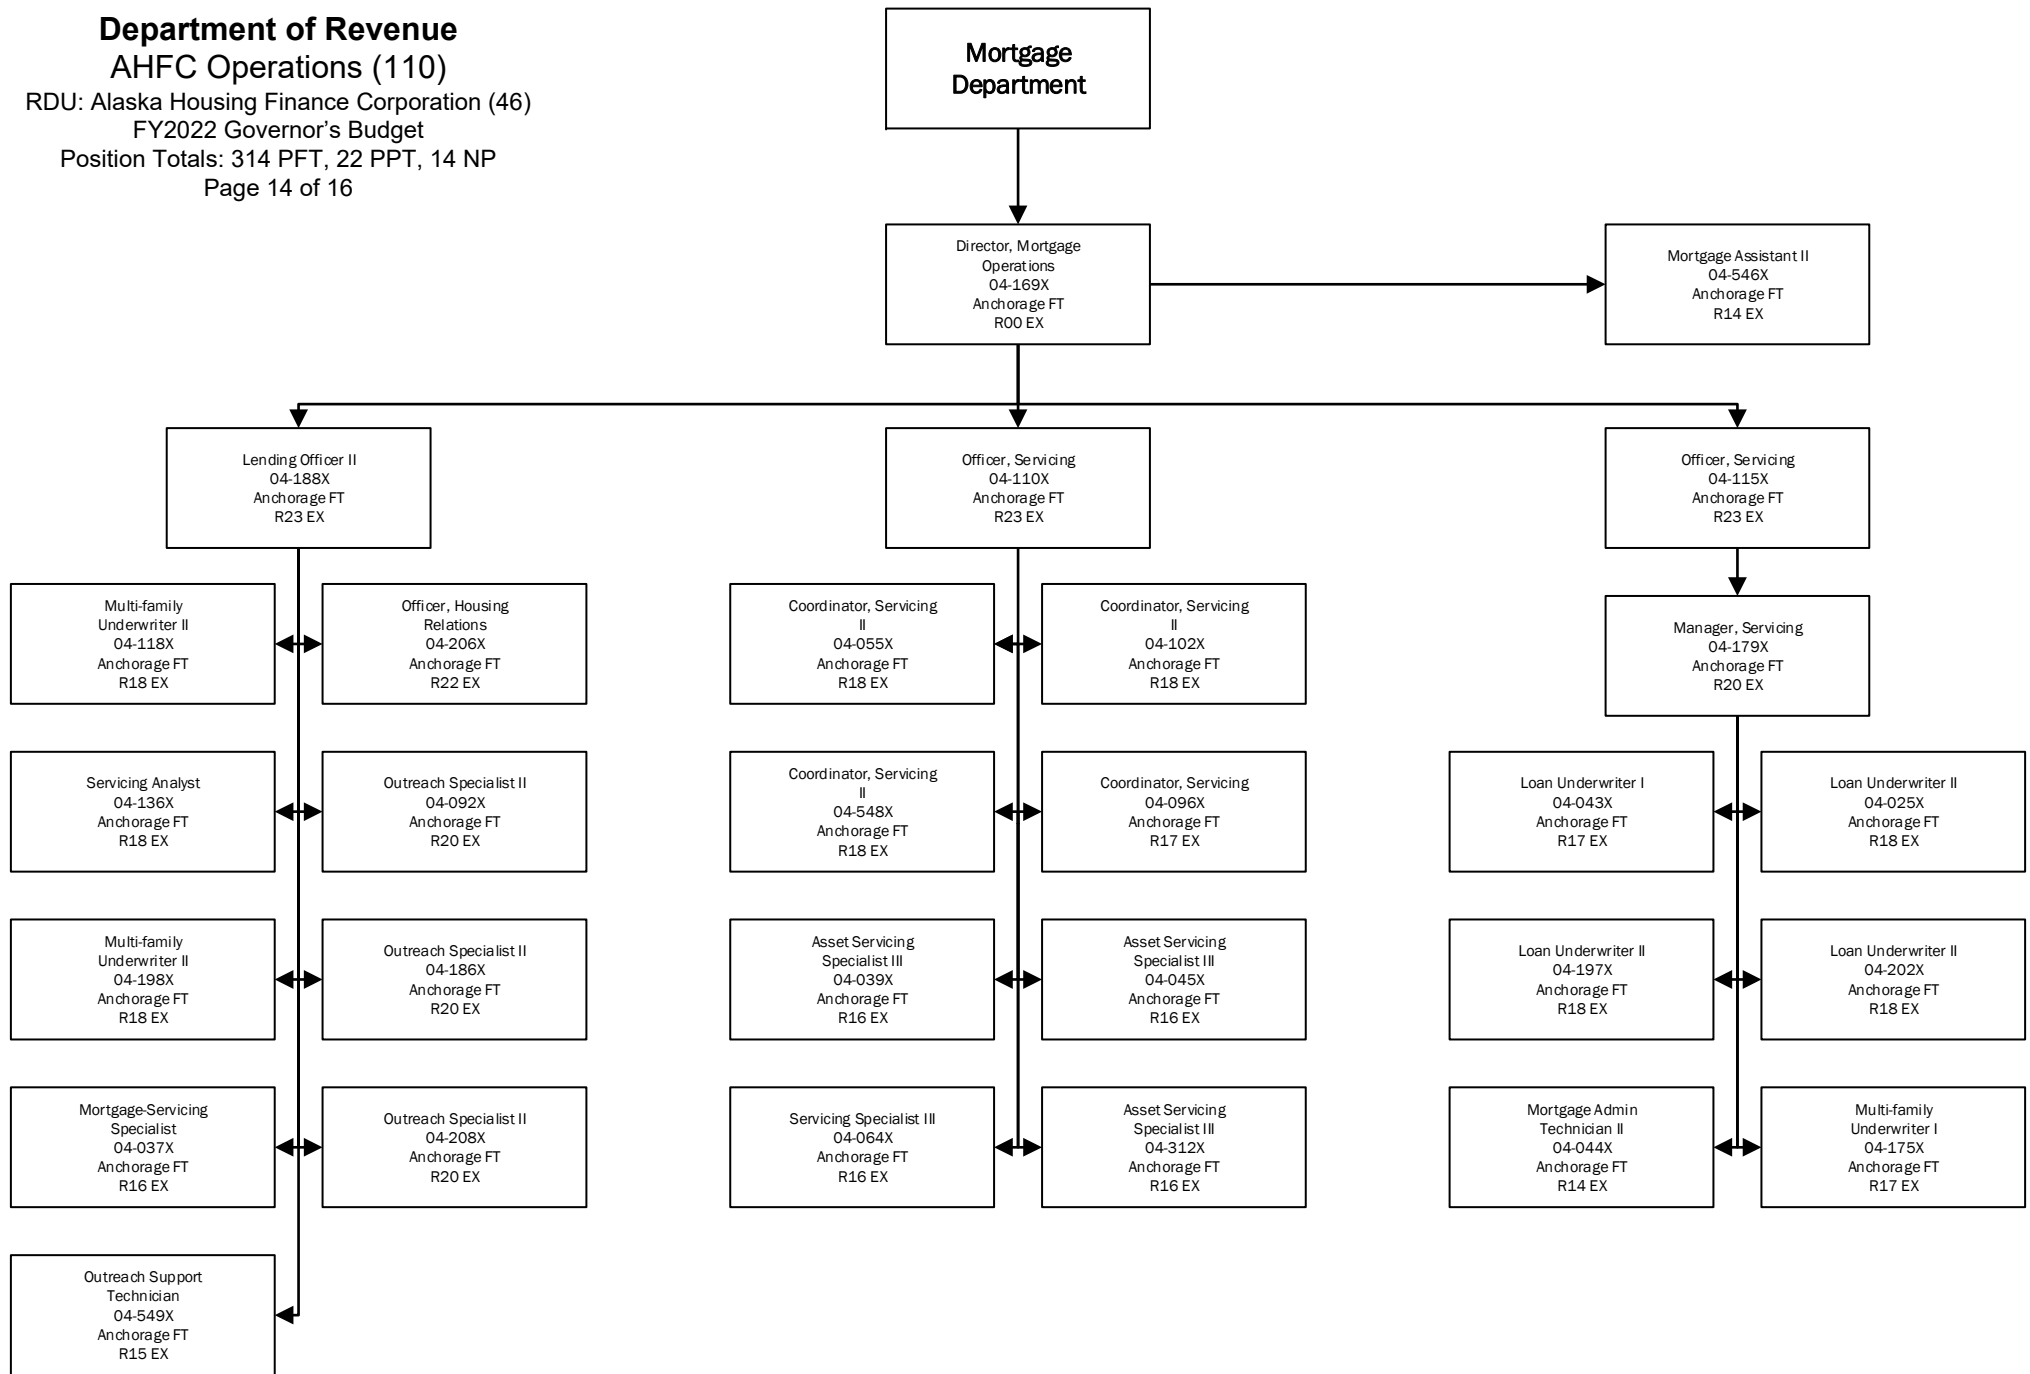 Department of Revenue
AHFC Operations (110)
RDU: Alaska Housing Finance Corporation (46)
FY2022 Governor’s Budget
Position Totals: 314 PFT, 22 PPT, 14 NP
Page 14 of 16
Mortgage
Department
Director, Mortgage
Operations
04-169X
Anchorage FT
R00 EX
Mortgage Assistant II
04-546X
Anchorage FT
R14 EX
Lending Officer II
04-188X
Anchorage FT
R23 EX
Officer, Servicing
04-110X
Anchorage FT
R23 EX
Officer, Servicing
04-115X
Anchorage FT
R23 EX
Multi-family
Underwriter II
04-118X
Anchorage FT
R18 EX
Officer, Housing
Relations
04-206X
Anchorage FT
R22 EX
Coordinator, Servicing
II
04-055X
Anchorage FT
R18 EX
Coordinator, Servicing
II
04-102X
Anchorage FT
R18 EX
Manager, Servicing
04-179X
Anchorage FT
R20 EX
Servicing Analyst
04-136X
Anchorage FT
R18 EX
Outreach Specialist II
04-092X
Anchorage FT
R20 EX
Coordinator, Servicing
II
04-548X
Anchorage FT
R18 EX
Coordinator, Servicing
04-096X
Anchorage FT
R17 EX
Loan Underwriter I
04-043X
Anchorage FT
R17 EX
Loan Underwriter II
04-025X
Anchorage FT
R18 EX
Multi-family
Underwriter II
04-198X
Anchorage FT
R18 EX
Outreach Specialist II
04-186X
Anchorage FT
R20 EX
Asset Servicing
Specialist III
04-039X
Anchorage FT
R16 EX
Asset Servicing
Specialist III
04-045X
Anchorage FT
R16 EX
Loan Underwriter II
04-197X
Anchorage FT
R18 EX
Loan Underwriter II
04-202X
Anchorage FT
R18 EX
Mortgage-Servicing
Specialist
04-037X
Anchorage FT
R16 EX
Outreach Specialist II
04-208X
Anchorage FT
R20 EX
Servicing Specialist III
04-064X
Anchorage FT
R16 EX
Asset Servicing
Specialist III
04-312X
Anchorage FT
R16 EX
Mortgage Admin
Technician II
04-044X
Anchorage FT
R14 EX
Multi-family
Underwriter I
04-175X
Anchorage FT
R17 EX
Outreach Support
Technician
04-549X
Anchorage FT
R15 EX